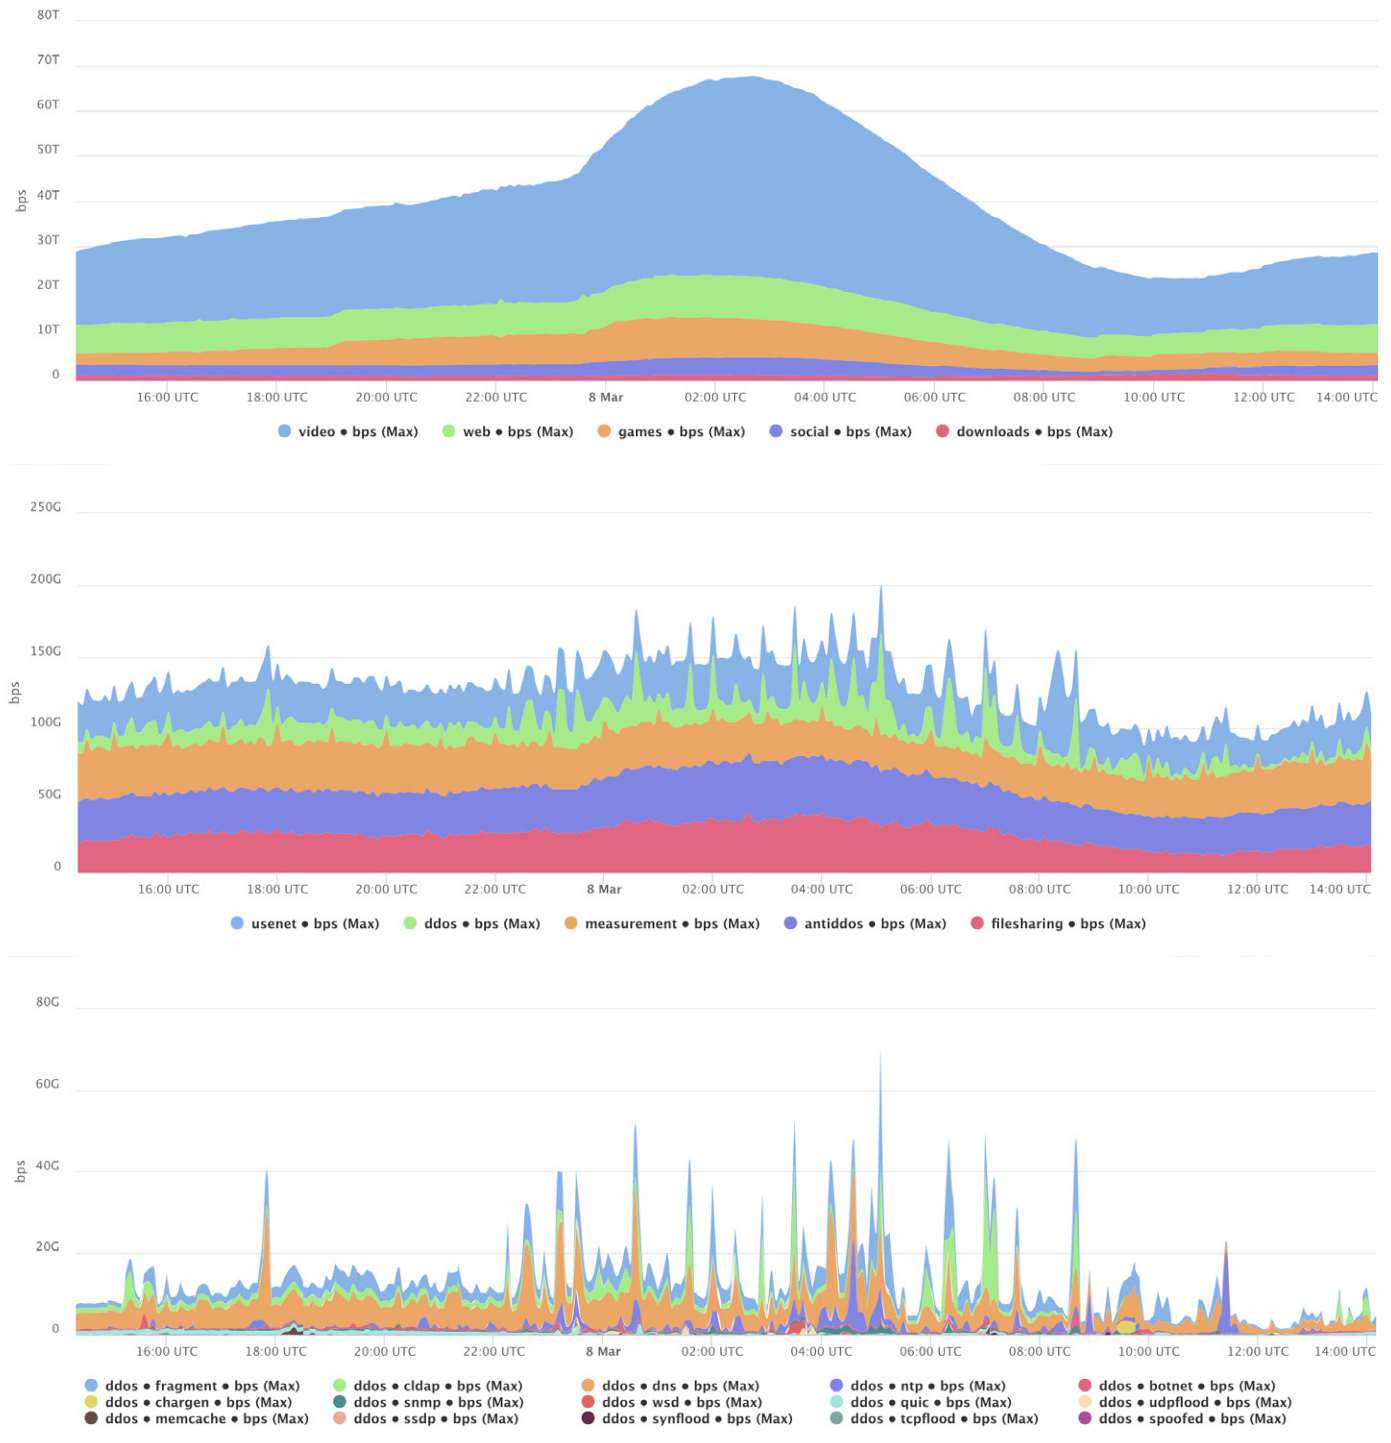 80T
70T
60T
50T
40T
30T
20T
10T
0
bps
16:00 UTC 18:00 UTC 20:00 UTC 22:00 UTC 8 Mar 02:00 UTC 04:00 UTC 06:00 UTC 08:00 UTC 10:00 UTC 12:00 UTC 14:00 UTC
video • bps (Max) web • bps (Max) games • bps (Max) social • bps (Max) downloads • bps (Max)
250G
200G
150G
100G
50G
0
bps
16:00 UTC 18:00 UTC 20:00 UTC 22:00 UTC 8 Mar 02:00 UTC 04:00 UTC 06:00 UTC 08:00 UTC 10:00 UTC 12:00 UTC 14:00 UTC
usenet • bps (Max) ddos • bps (Max) measurement • bps (Max) antiddos • bps (Max) filesharing • bps (Max)
80G
60G
40G
20G
0
bps
16:00 UTC 18:00 UTC 20:00 UTC 22:00 UTC 8 Mar 02:00 UTC 04:00 UTC 06:00 UTC 08:00 UTC 10:00 UTC 12:00 UTC 14:00 UTC
ddos • fragment • bps (Max) ddos • cldap • bps (Max) ddos • dns • bps (Max) ddos • ntp • bps (Max) ddos • botnet • bps (Max)
ddos • chargen • bps (Max) ddos • snmp • bps (Max) ddos • wsd • bps (Max) ddos • quic • bps (Max) ddos • udpflood • bps (Max)
ddos • memcache • bps (Max) ddos • ssdp • bps (Max) ddos • synflood • bps (Max) ddos • tcpflood • bps (Max) ddos • spoofed • bps (Max)